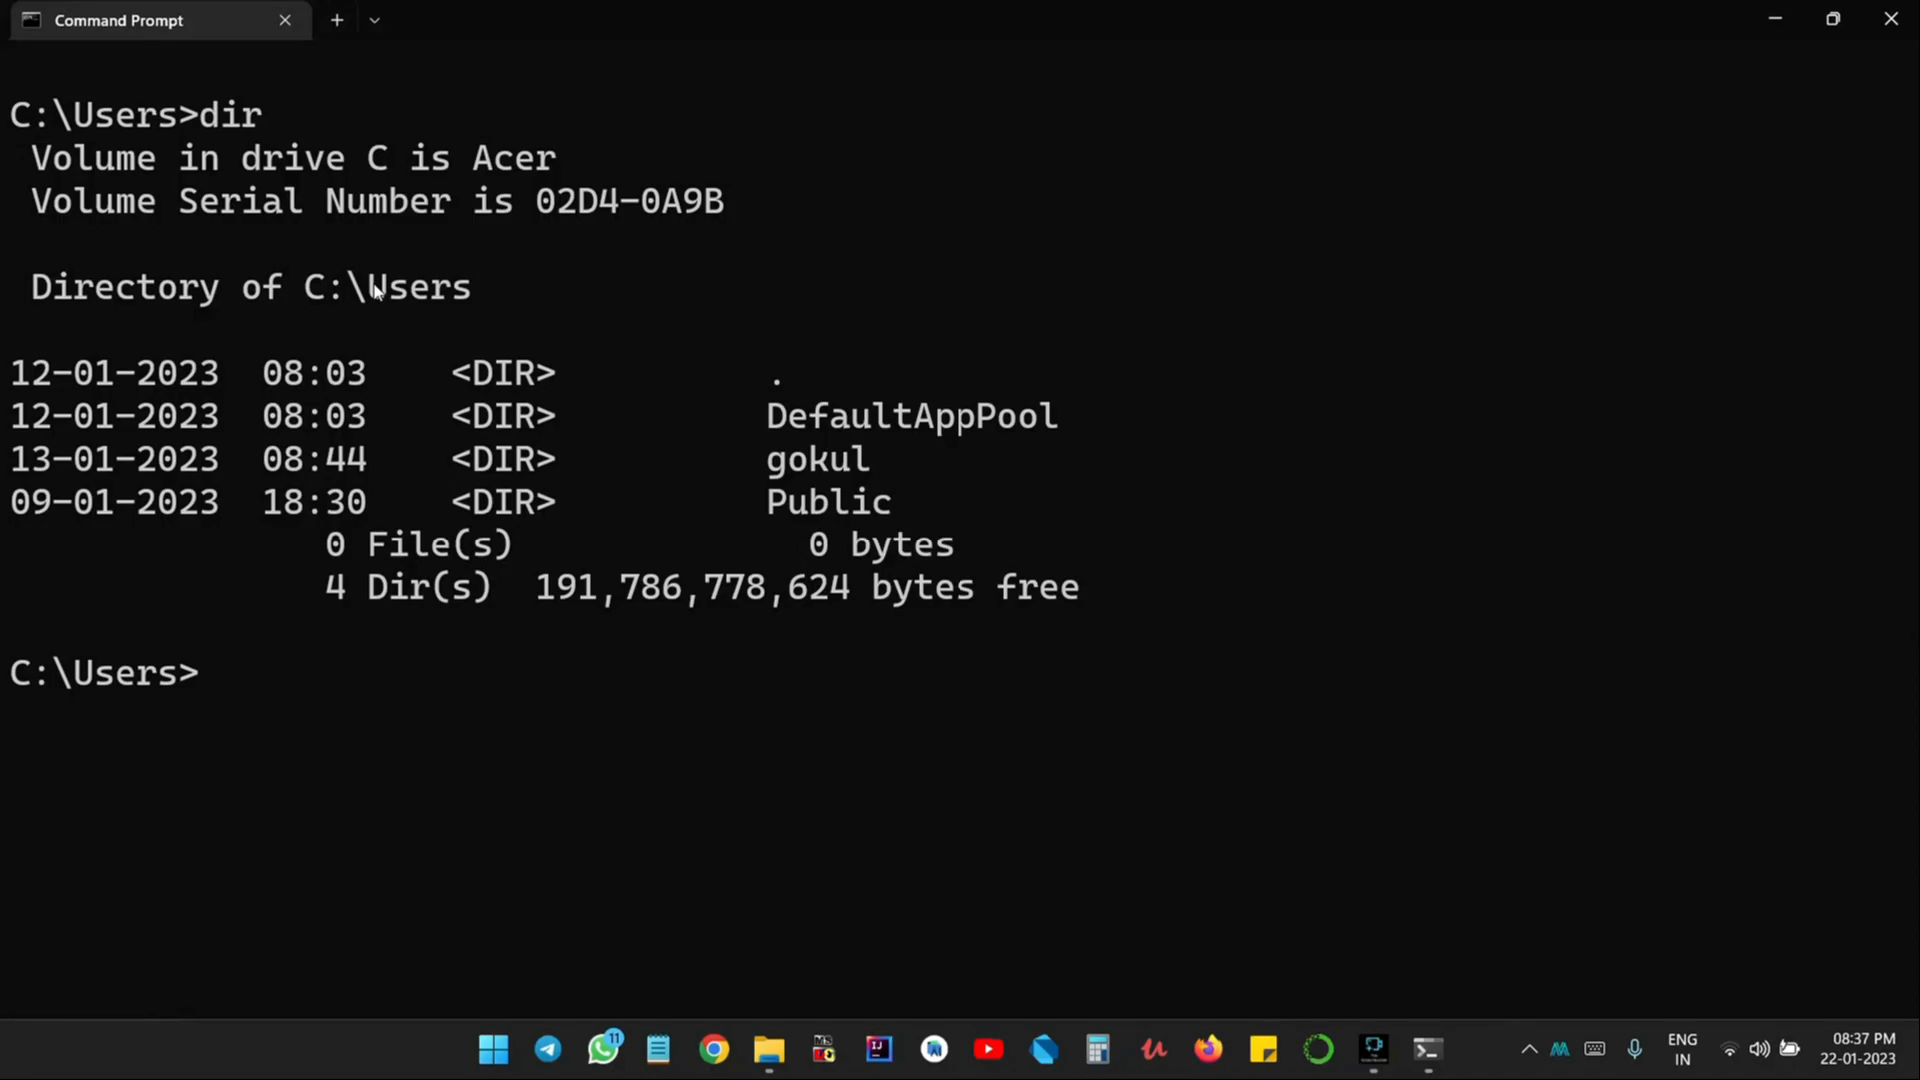 Command Prompt
C:\Users>dir
Volume in drive C is Acer
Volume Serial Number is 02D4-0A9B
Directory of C:\Users
12-01-2023 08:03 <DIR> .
12-01-2023 08:03 <DIR> DefaultAppPool
13-01-2023 08:44 <DIR> gokul
09-01-2023 18:30 <DIR> Public
0 File(s) 0 bytes
4 Dir(s) 191,786,778,624 bytes free
C:\Users>
11
IJ
ENG
IN
08:37 PM
22-01-2023